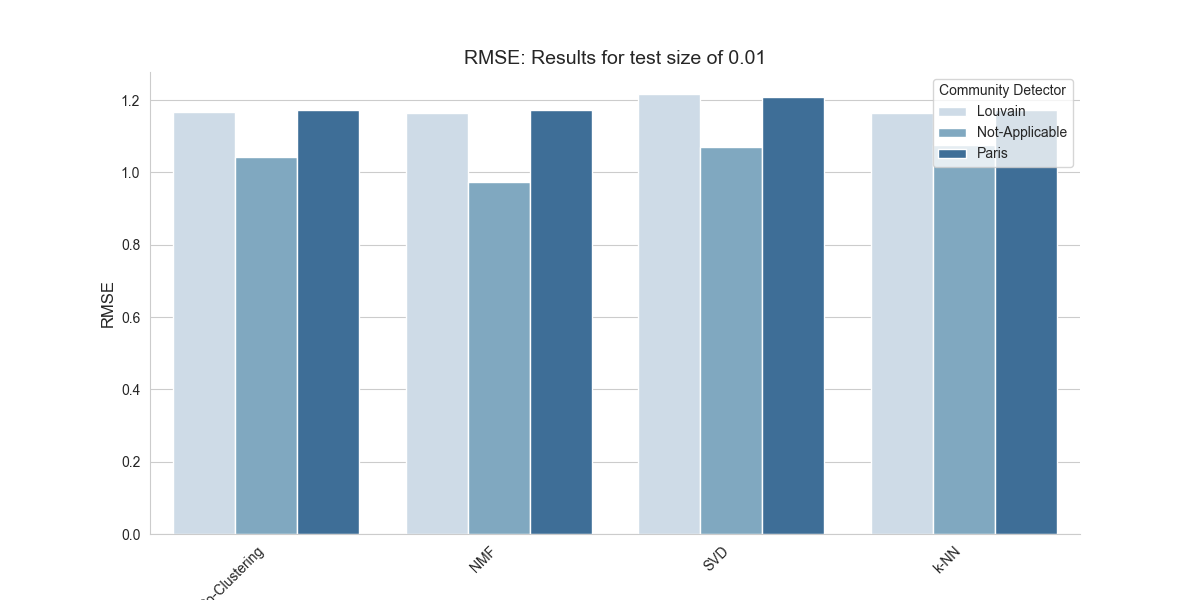 RMSE: Results for test size of 0.01
1.2
1.0
0.8
0.6
0.4
0.2
0.0
RMSE
Community Detector
Louvain
Not-Applicable
Paris
NMF
SVD
k-NN